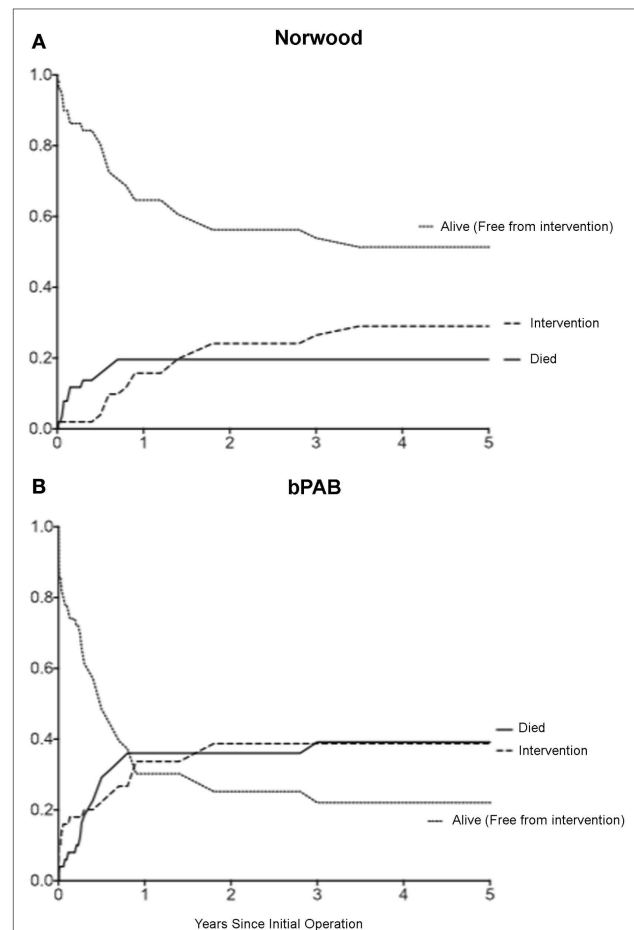 A
Norwood
1.0
0.8
0.6
Alive (Free from intervention)
0.4
Intervention
0.2
Died
0.0
0 1 2 3 4 5
B
bPAB
1.0
0.8
0.6
Died
0.4
Intervention
0.2
Alive (Free from intervention)
0.0
0 1 2 3 4 5
Years Since Initial Operation